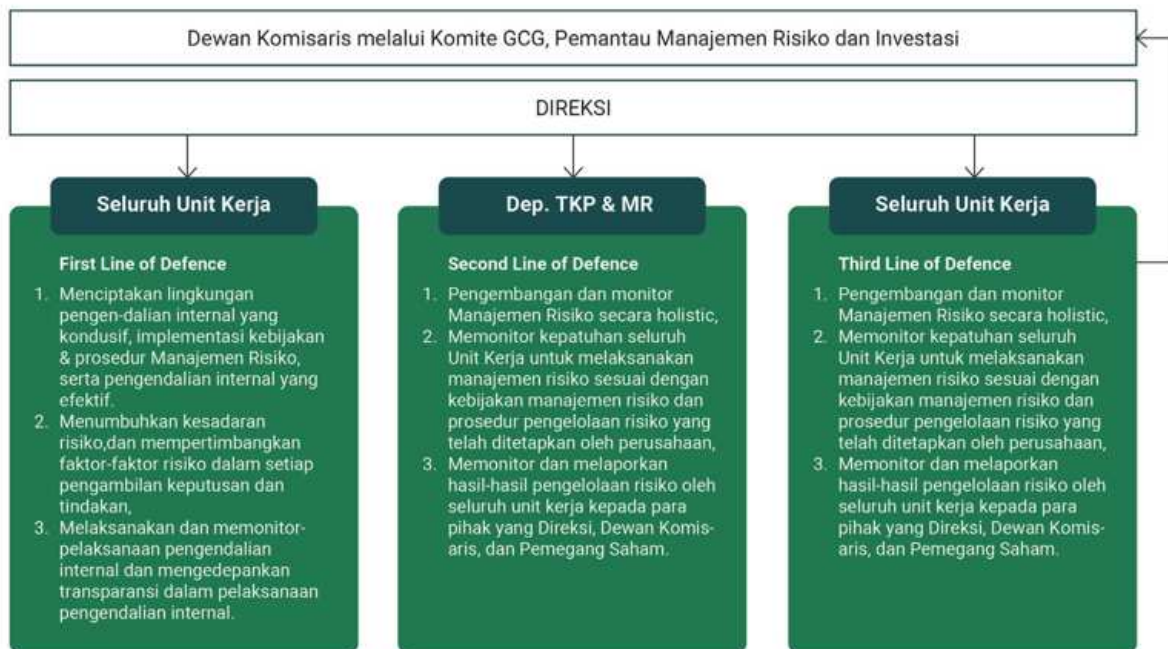 Dewan Komisaris melalui Komite GCG, Pemantau Manajemen Risiko dan Investasi
DIREKSI
Seluruh Unit Kerja
First Line of Defence
1. Menciptakan lingkungan
pengen-dalian internal yang
kondusif, implementasi kebijakan
& prosedur Manajemen Risiko,
serta pengendalian internal yang
efektif.
2. Menumbuhkan kesadaran
risiko,dan mempertimbangkan
faktor-faktor risiko dalam setiap
pengambilan keputusan dan
tindakan,
3. Melaksanakan dan memonitor-
pelaksanaan pengendalian
internal dan mengedepankan
transparansi dalam pelaksanaan
pengendalian internal.
Dep. TKP & MR
Second Line of Defence
1. Pengembangan dan monitor
Manajemen Risiko secara holistic,
2. Memonitor kepatuhan seluruh
Unit Kerja untuk melaksanakan
manajemen risiko sesuai dengan
kebijakan manajemen risiko dan
prosedur pengelolaan risiko yang
telah ditetapkan oleh perusahaan,
3. Memonitor dan melaporkan
hasil-hasil pengelolaan risiko oleh
seluruh unit kerja kepada para
pihak yang Direksi, Dewan Komis-
aris, dan Pemegang Saham.
Seluruh Unit Kerja
Third Line of Defence
1. Pengembangan dan monitor
Manajemen Risiko secara holistic,
2. Memonitor kepatuhan seluruh
Unit Kerja untuk melaksanakan
manajemen risiko sesuai dengan
kebijakan manajemen risiko dan
prosedur pengelolaan risiko yang
telah ditetapkan oleh perusahaan,
3. Memonitor dan melaporkan
hasil-hasil pengelolaan risiko oleh
seluruh unit kerja kepada para
pihak yang Direksi, Dewan Komis-
aris, dan Pemegang Saham.